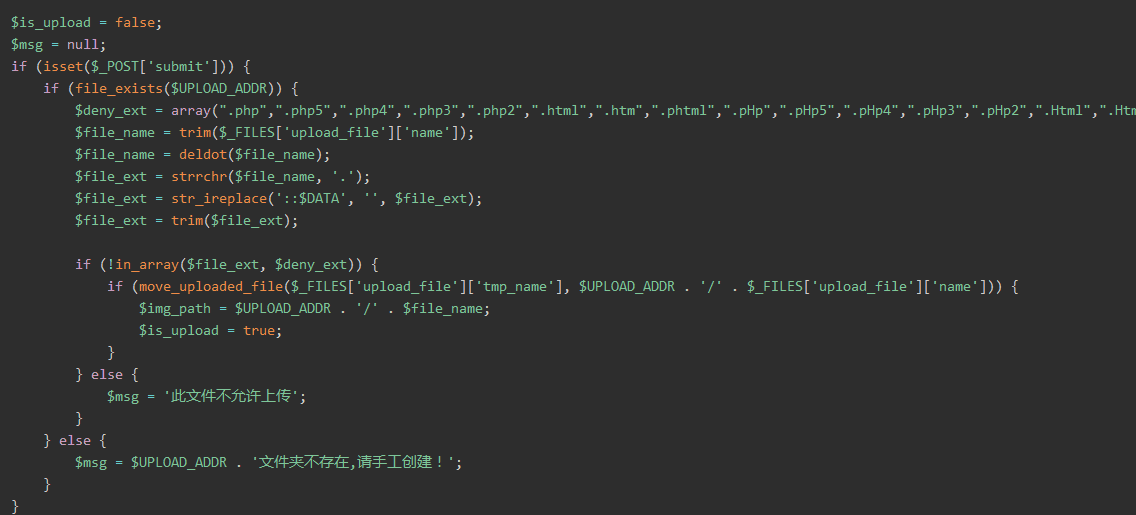 $is_upload = false;
$msg = null;
if (isset($_POST['submit'])) {
    if (file_exists($UPLOAD_ADDR)) {
        $deny_ext = array(".php",".php5",".php4",".php3",".php2",".html",".htm",".phtml",".pHp",".pHp5",".pHp4",".pHp3",".pHp2",".Html",".Htm
        $file_name = trim($_FILES['upload_file']['name']);
        $file_name = deldot($file_name);
        $file_ext = strrchr($file_name, '.');
        $file_ext = str_ireplace('::$DATA', '', $file_ext);
        $file_ext = trim($file_ext);
        if (!in_array($file_ext, $deny_ext)) {
            if (move_uploaded_file($_FILES['upload_file']['tmp_name'], $UPLOAD_ADDR . '/' . $_FILES['upload_file']['name'])) {
                $img_path = $UPLOAD_ADDR . '/' . $file_name;
                $is_upload = true;
            }
        } else {
            $msg = '此文件不允许上传';
        }
    } else {
        $msg = $UPLOAD_ADDR . '文件夹不存在,请手工创建！';
    }
}